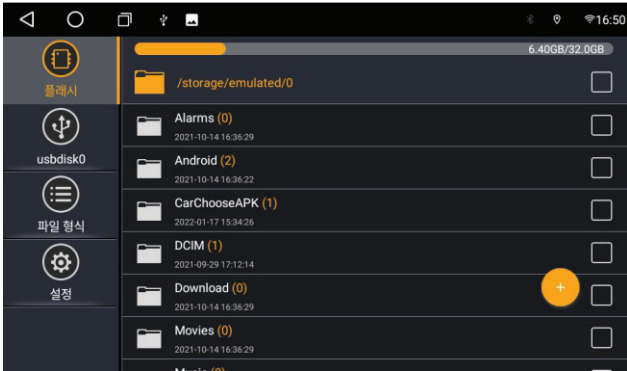 16:50
플래시
usbdisk0
파일 형식
설정
6.40GB/32.0GB
/storage/emulated/0
Alarms (0)
2021-10-14 16:36:29
Android (2)
2021-10-14 16:36:22
CarChooseAPK (1)
2022-01-17 15:34:26
DCIM (1)
2021-09-29 17:12:14
Download (0)
2021-10-14 16:36:29
+
Movies (0)
2021-10-14 16:36:29